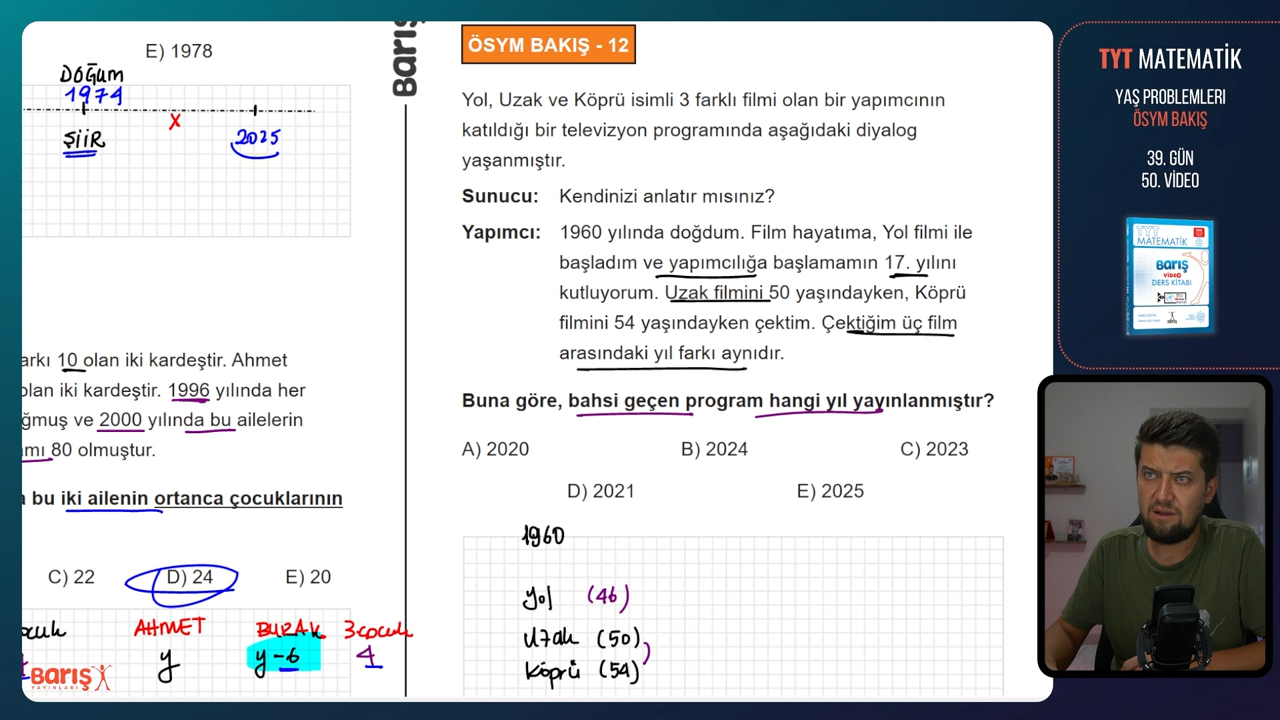 E) 1978
DOĞUM
1974
ŞİİR
x
2025
arkı 10 olan iki kardeştir. Ahmet
olan iki kardeştir. 1996 yılında her
ğmuş ve 2000 yılında bu ailelerin
amı 80 olmuştur.
a bu iki ailenin ortanca çocuklarının
C) 22
D) 24
E) 20
ocuk
AHMET
BURAK
3 çocuk
y
y-6
4
Barış
YAYINLARI
Barış
ÖSYM BAKIŞ - 12
Yol, Uzak ve Köprü isimli 3 farklı filmi olan bir yapımcının
katıldığı bir televizyon programında aşağıdaki diyalog
yaşanmıştır.
Sunucu: Kendinizi anlatır mısınız?
Yapımcı: 1960 yılında doğdum. Film hayatıma, Yol filmi ile
başladım ve yapımcılığa başlamamın 17. yılını
kutluyorum. Uzak filmini 50 yaşındayken, Köprü
filmini 54 yaşındayken çektim. Çektiğim üç film
arasındaki yıl farkı aynıdır.
Buna göre, bahsi geçen program hangi yıl yayınlanmıştır?
A) 2020
B) 2024
C) 2023
D) 2021
E) 2025
1960
Yol (46)
Uzak (50)
Köprü (54)
TYT MATEMATİK
YAŞ PROBLEMLERI
ÖSYM BAKIŞ
39. GÜN
50. VİDEO
TYT
MATEMATİK
Barış
VİDEO
DERS KİTABI